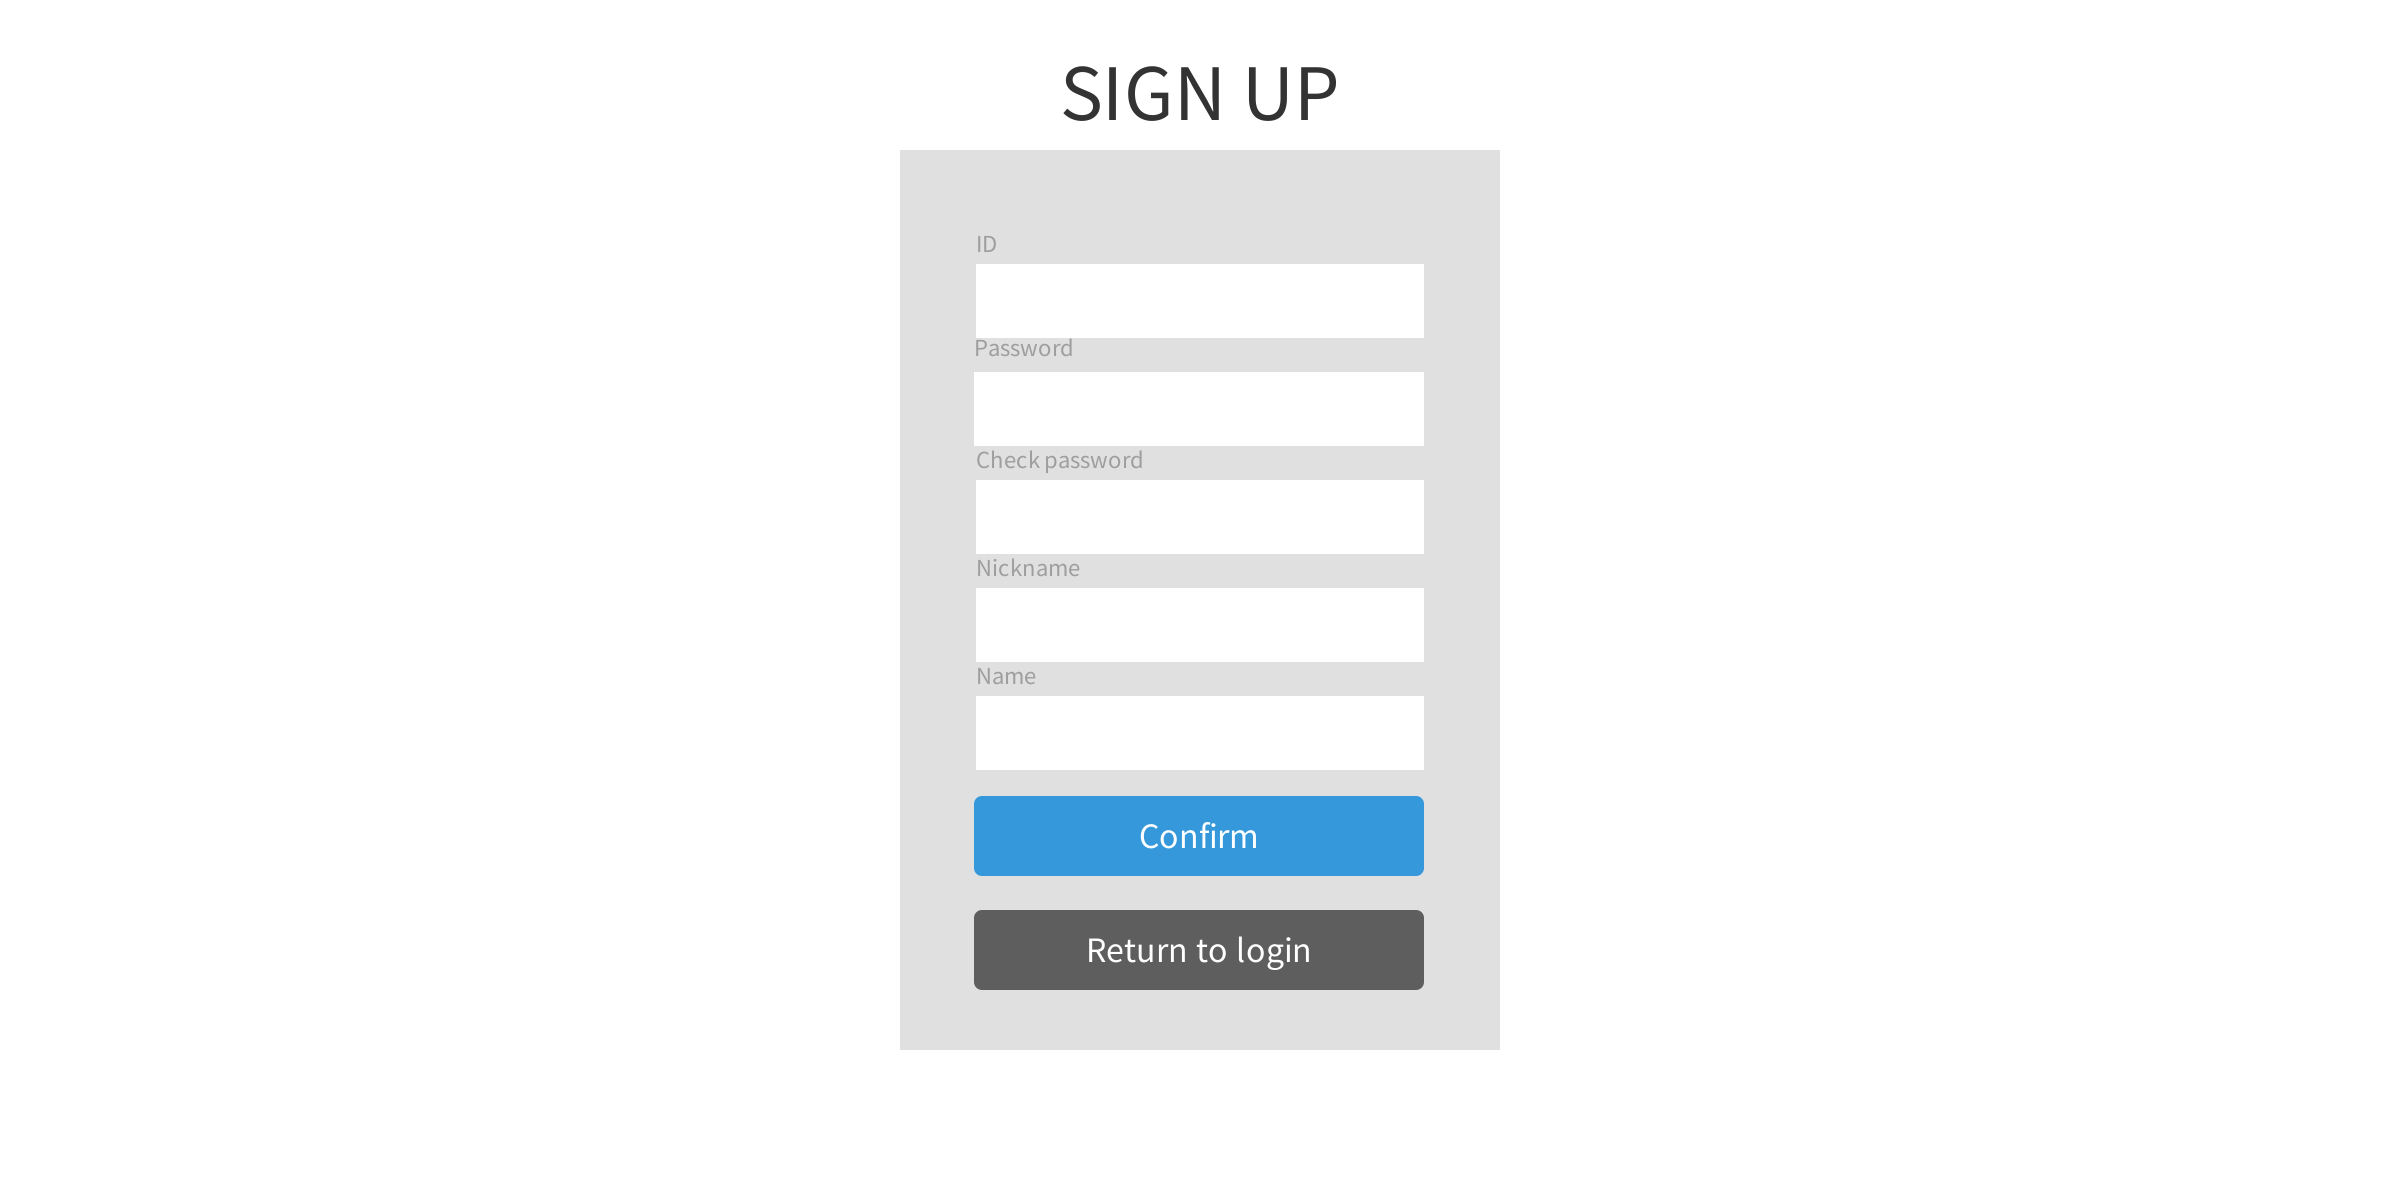 SIGN UP
ID
Password
Check password
Nickname
Name
Confirm
Return to login